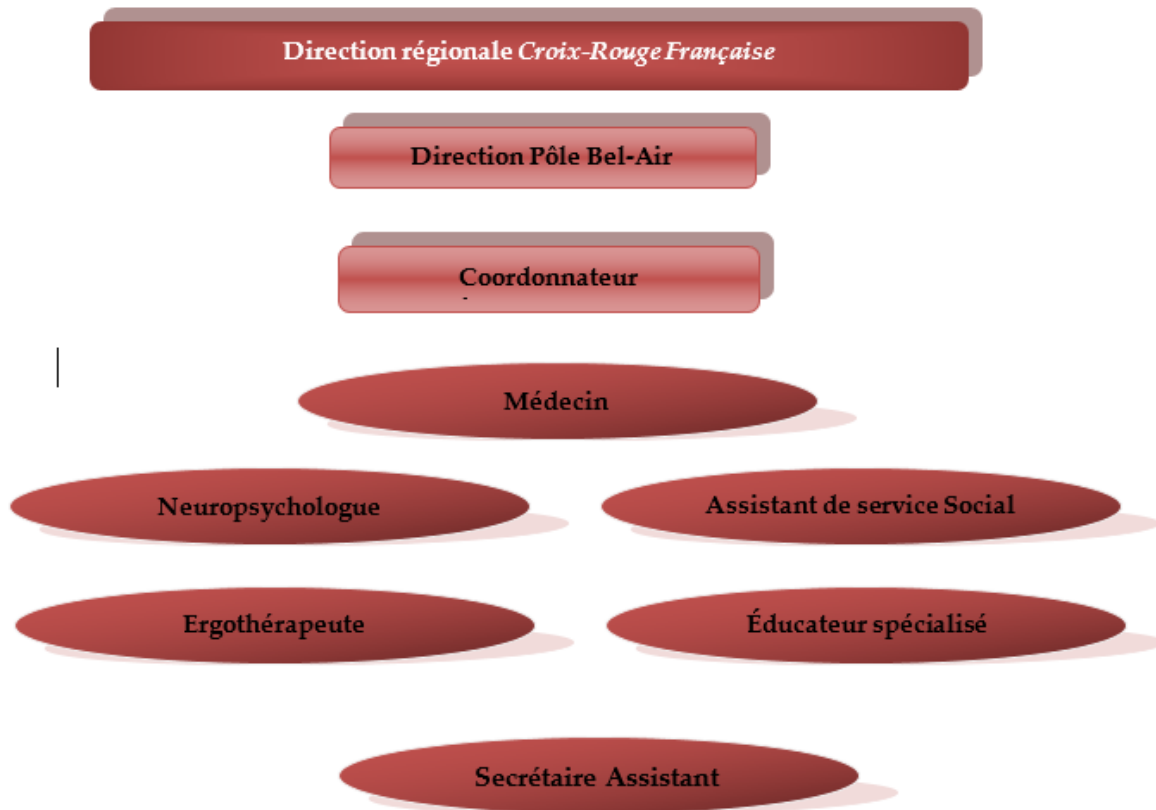 Direction régionale Croix-Rouge Française
Direction Pôle Bel-Air
Coordonnateur
Médecin
Neuropsychologue
Assistant de service Social
Ergothérapeute
Éducateur spécialisé
Secrétaire Assistant